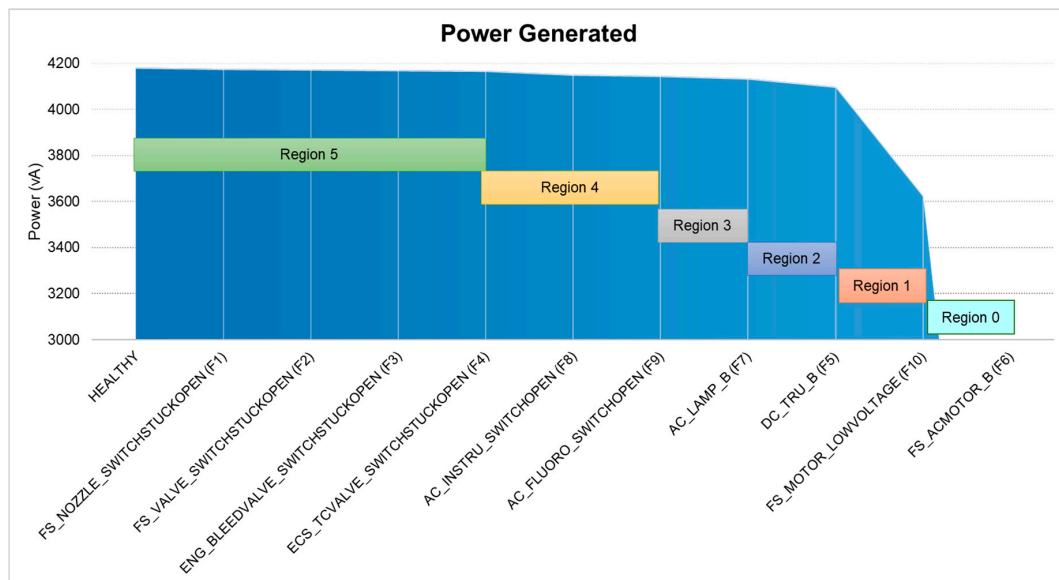 Power Generated
4200
4000
3800
3600
3400
3200
3000
Power (vA)
Region 5
Region 4
Region 3
Region 2
Region 1
Region 0
HEALTHY
FS_NOZZLE_SWITCHSTUCKOPEN (F1)
FS_VALVE_SWITCHSTUCKOPEN (F2)
ENG_BLEEDVALVE_SWITCHSTUCKOPEN (F3)
ECS_TCVALVE_SWITCHSTUCKOPEN (F4)
AC_INSTRU_SWITCHOPEN (F8)
AC_FLUORO_SWITCHOPEN (F9)
AC_LAMP_B (F7)
DC_TRU_B (F5)
FS_MOTOR_LOWVOLTAGE (F10)
FS_ACMOTOR_B (F6)